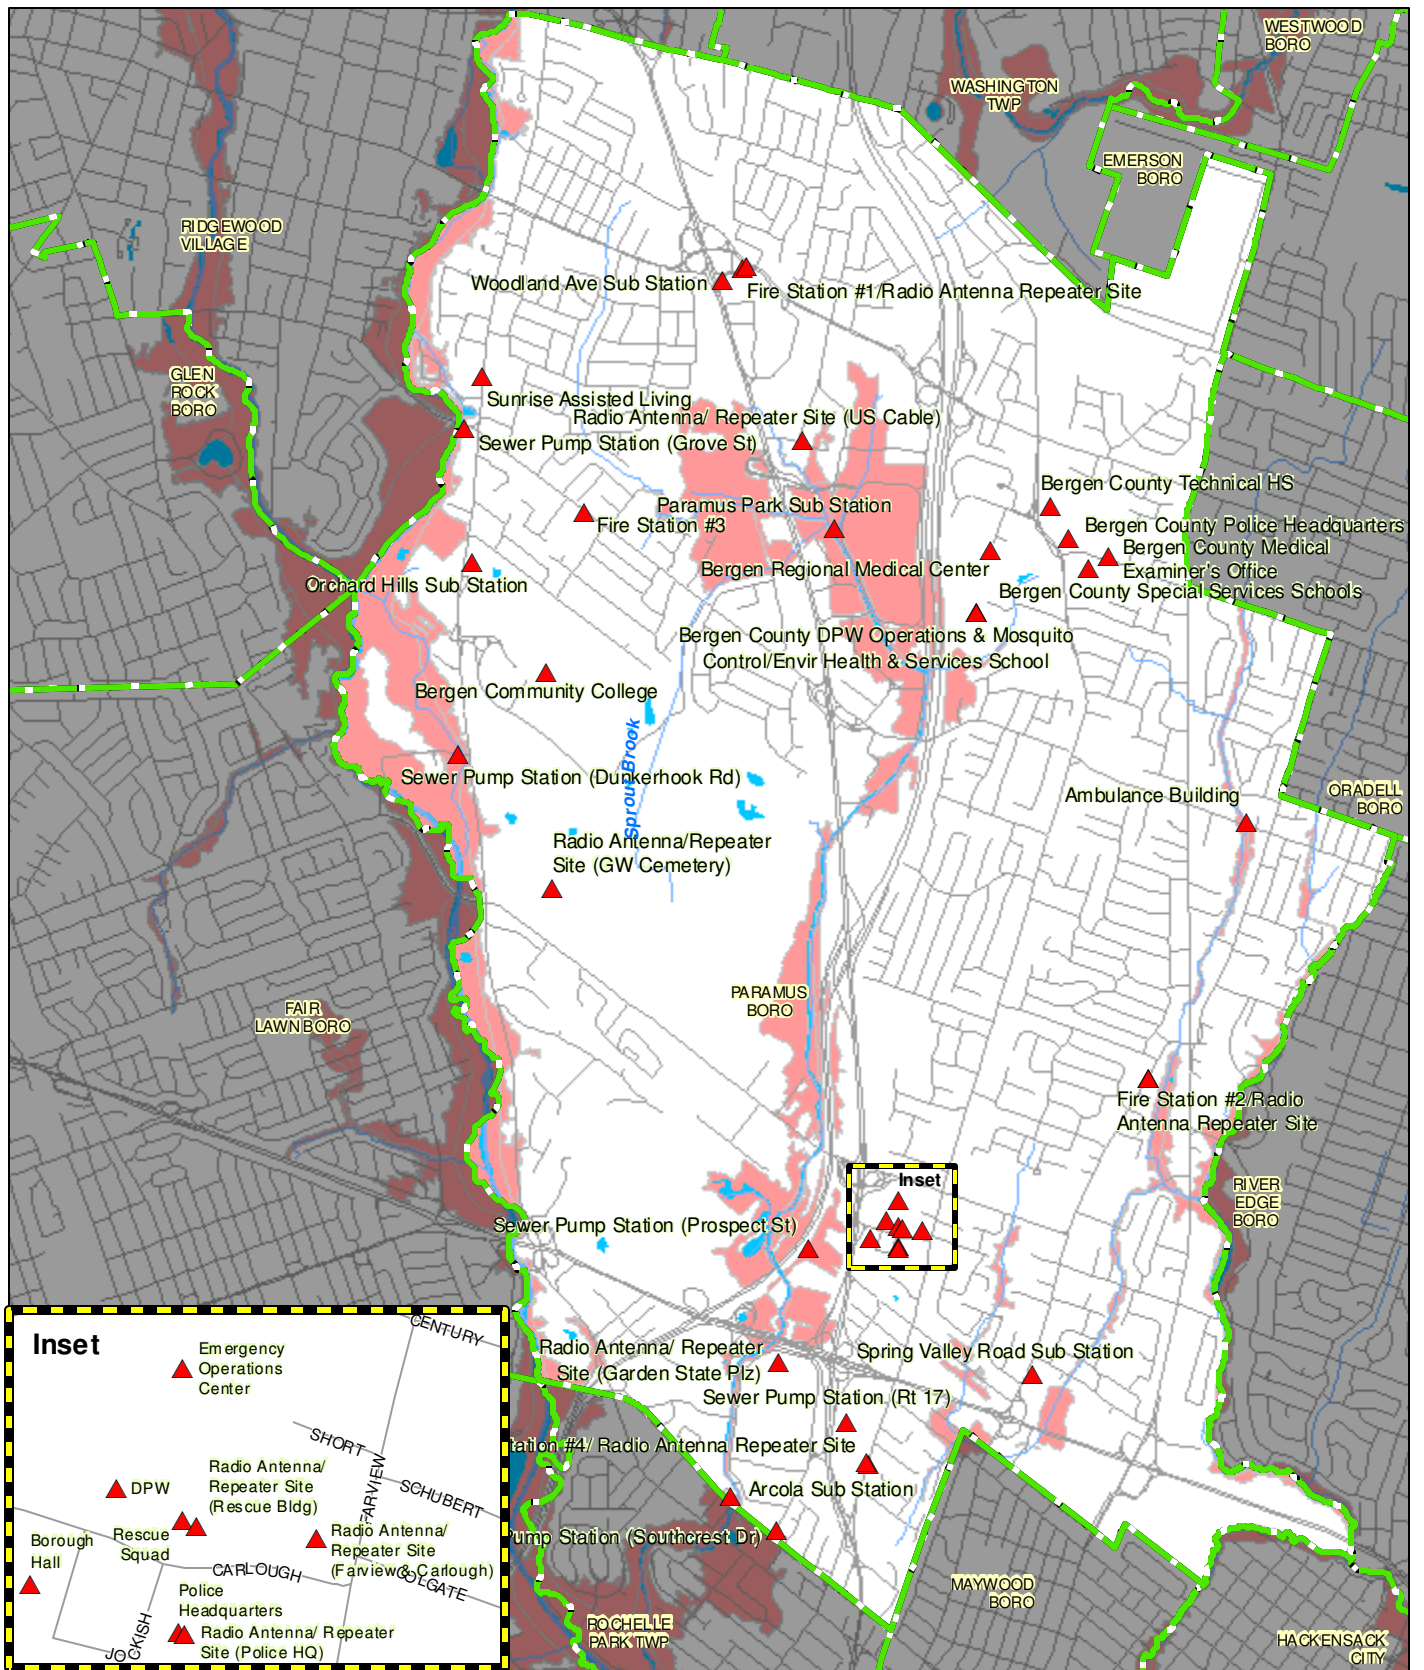 WESTWOOD
BORO
WASHINGTON
TWP
EMERSON
BORO
RIDGEWOOD
VILLAGE
Woodland Ave Sub Station
Fire Station #1/Radio Antenna Repeater Site
GLEN
ROCK
BORO
Sunrise Assisted Living
Radio Antenna/ Repeater Site (US Cable)
Sewer Pump Station (Grove St)
Bergen County Technical HS
Paramus Park Sub Station
Fire Station #3
Bergen County Police Headquarters
Bergen County Medical
Examiner's Office
Bergen Regional Medical Center
Orchard Hills Sub Station
Bergen County Special Services Schools
Bergen County DPW Operations & Mosquito
Control/Envir Health & Services School
Bergen Community College
Sprout Brook
Sewer Pump Station (Dunkerhook Rd)
ORADELL
BORO
Ambulance Building
Radio Antenna/Repeater
Site (GW Cemetery)
PARAMUS
BORO
FAIR
LAWN BORO
Fire Station #2/Radio
Antenna Repeater Site
Inset
RIVER
EDGE
BORO
Sewer Pump Station (Prospect St)
Radio Antenna/ Repeater
Site (Garden State Plz)
Spring Valley Road Sub Station
Sewer Pump Station (Rt 17)
tation #4/ Radio Antenna Repeater Site
Arcola Sub Station
ump Station (Southcrest Dr)
MAYWOOD
BORO
ROCHELLE
PARK TWP
HACKENSACK
CITY
Inset
CENTURY
Emergency
Operations
Center
SHORT
FARVIEW
SCHUBERT
Radio Antenna/
Repeater Site
(Rescue Bldg)
DPW
Rescue
Squad
Borough
Hall
Radio Antenna/
Repeater Site
(Farview & Carlough)
CARLOUGH
COLGATE
Police
Headquarters
Radio Antenna/ Repeater
Site (Police HQ)
JOCKISH